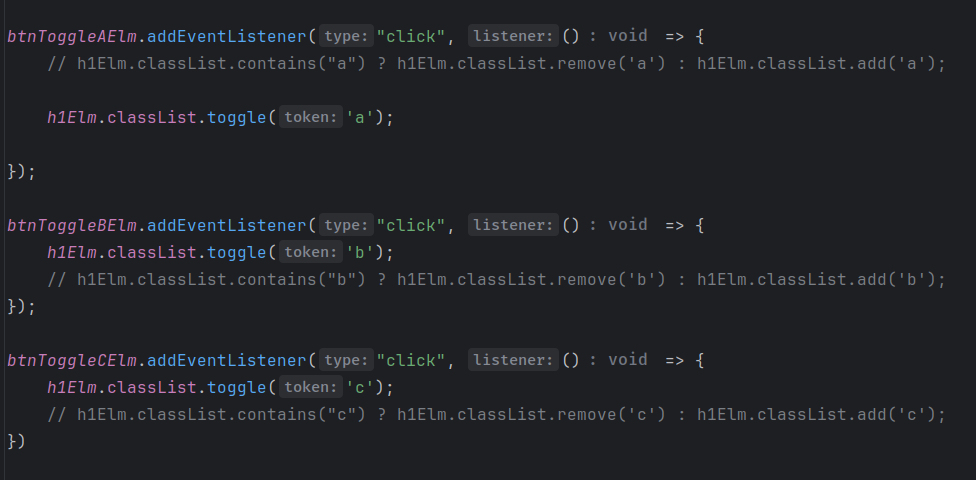 btnToggleAElm.addEventListener( type: "click", listener: () : void => {
// h1Elm.classList.contains("a") ? h1Elm.classList.remove('a') : h1Elm.classList.add('a');
h1Elm.classList.toggle( token: 'a');
});
btnToggleBElm.addEventListener( type: "click", listener: () : void => {
h1Elm.classList.toggle( token: 'b');
// h1Elm.classList.contains("b") ? h1Elm.classList.remove('b') : h1Elm.classList.add('b');
});
btnToggleCElm.addEventListener( type: "click", listener: () : void => {
h1Elm.classList.toggle( token: 'c');
// h1Elm.classList.contains("c") ? h1Elm.classList.remove('c') : h1Elm.classList.add('c');
})